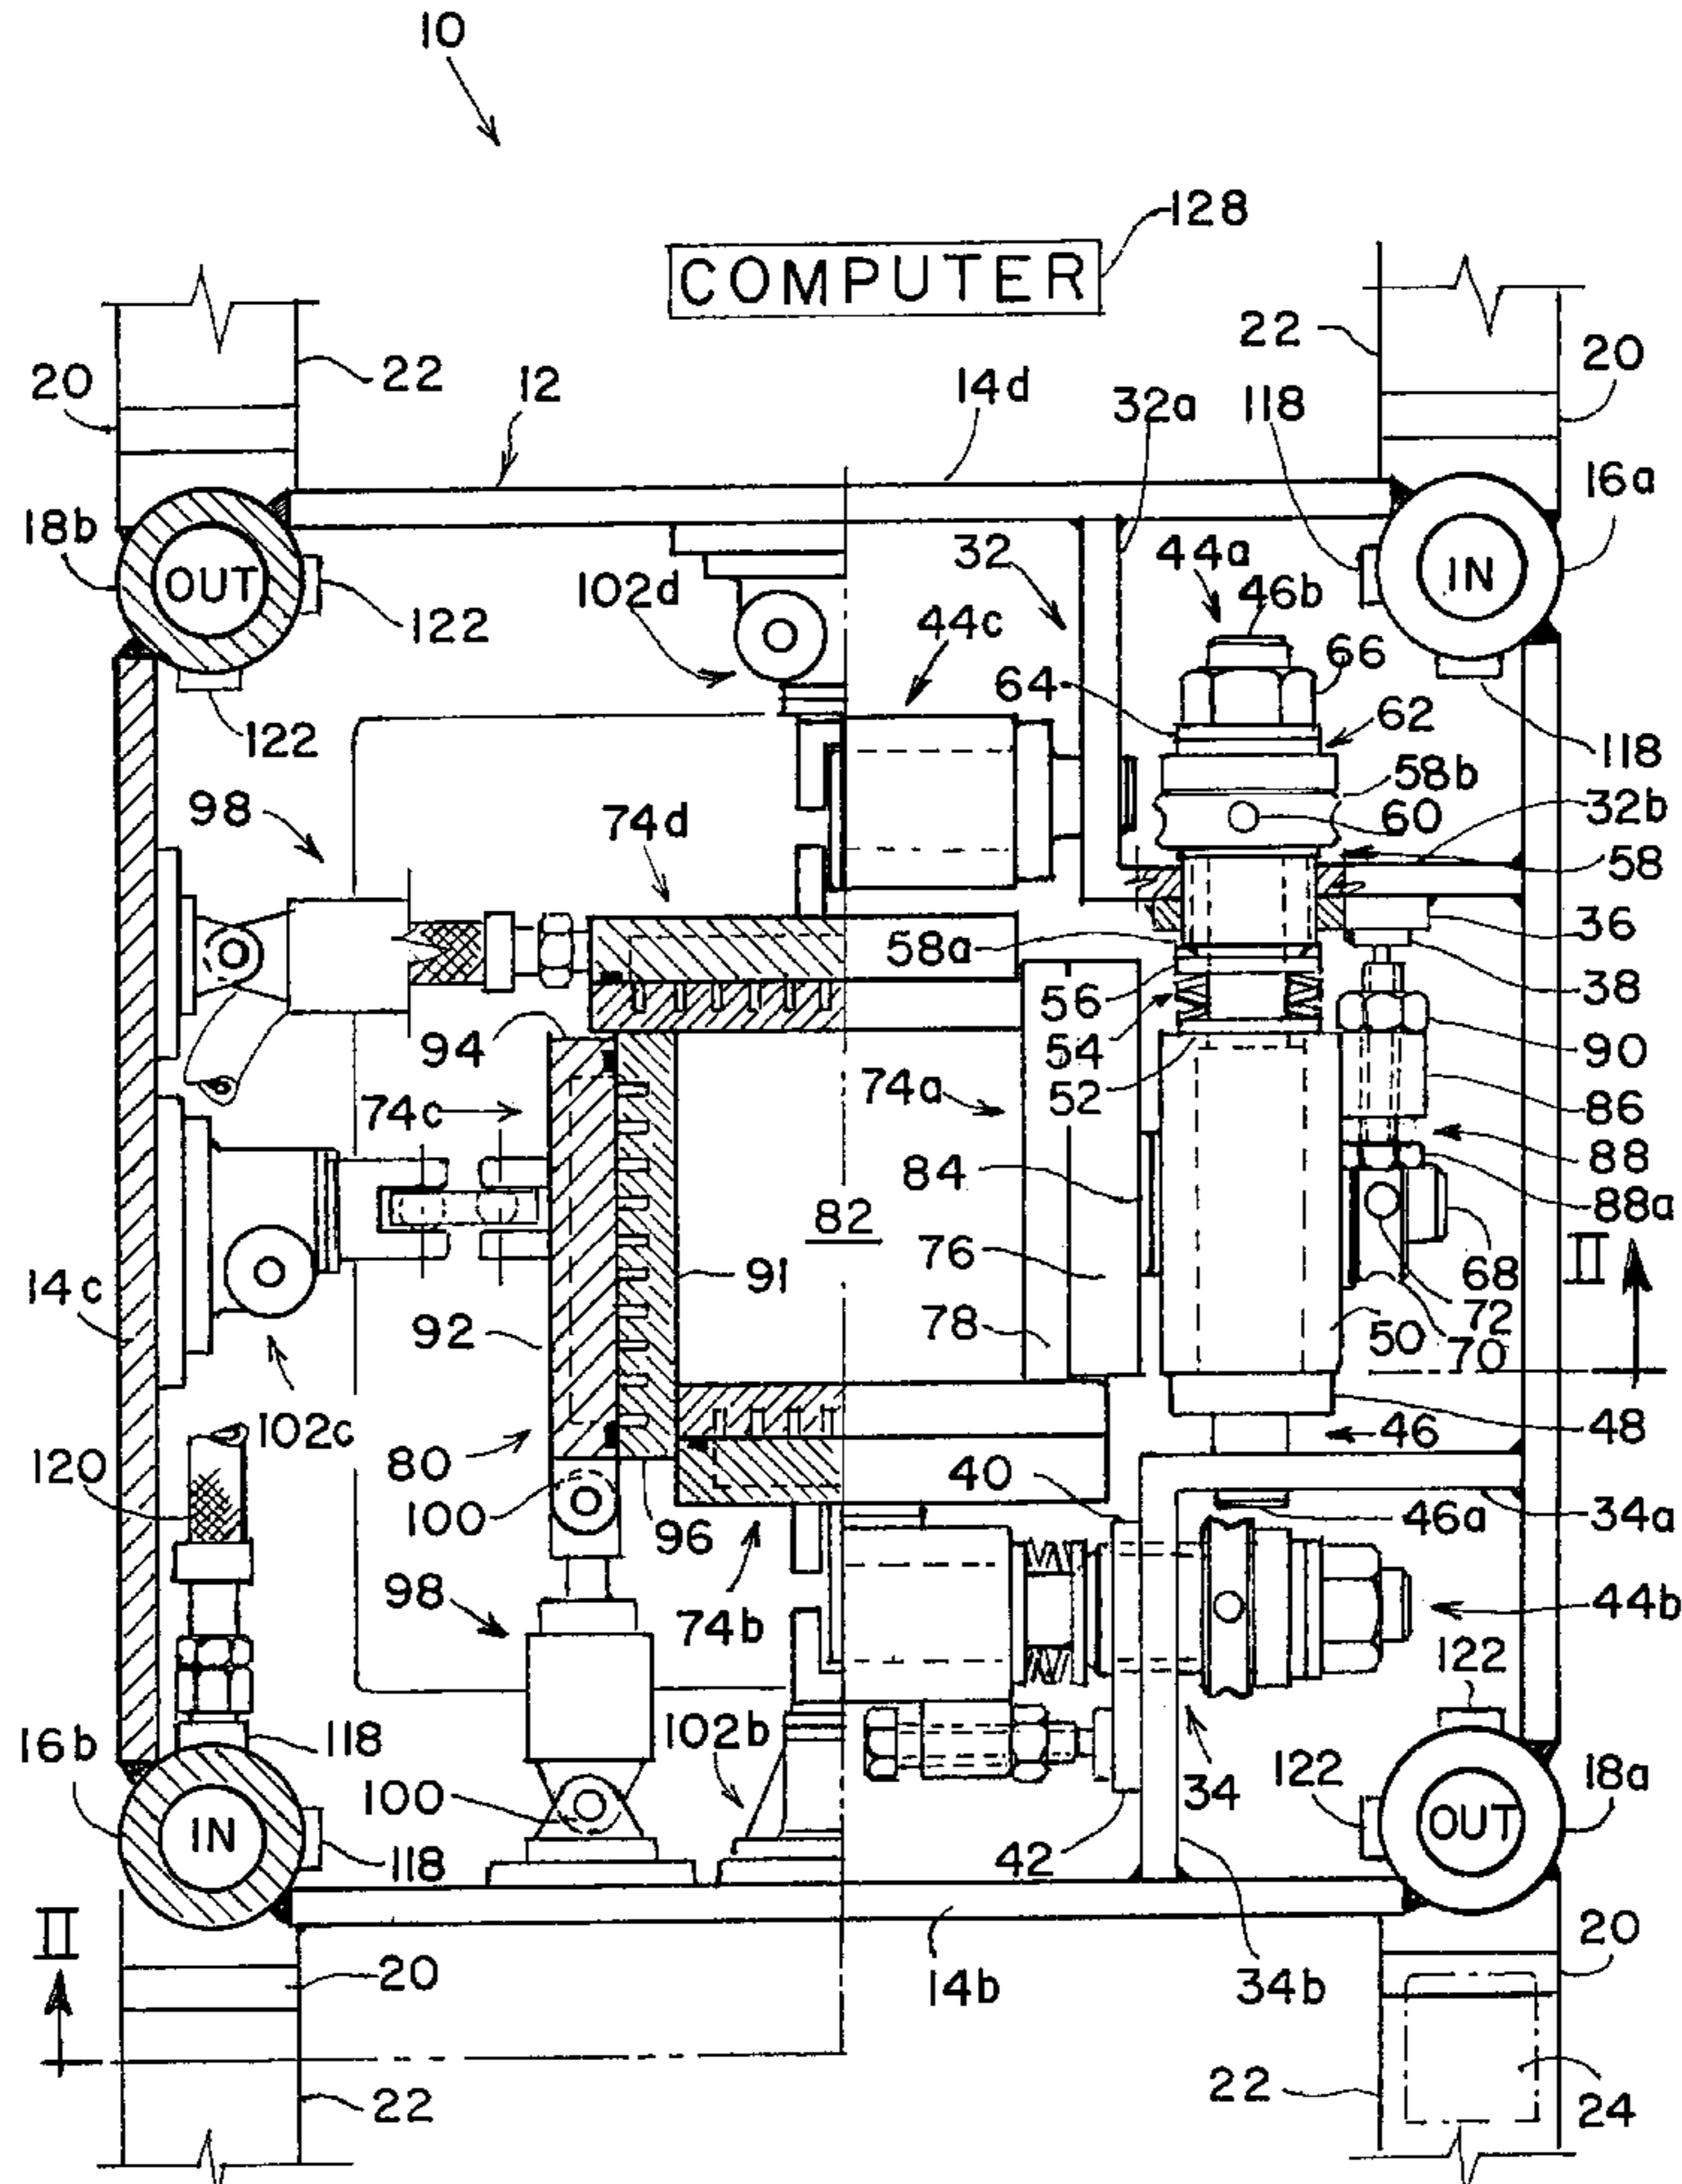 10
128
COMPUTER
22
22
20
20
12
14d
32a
118
16a
18b
OUT
32
44a
IN
46b
102d
44c
122
66
64
62
122
118
58b
32b
98
74d
60
58
58a
36
56
38
94
54
90
52
74c
74a
86
84
88
82
88a
76
91
II
68
14c
78
72
92
50
70
102c
48
46
120
80
40
100
96
46a
34a
98
74b
44b
122
102b
16b
118
122
18a
100
34
IN
OUT
118
42
II
20
20
14b
34b
22
22
24